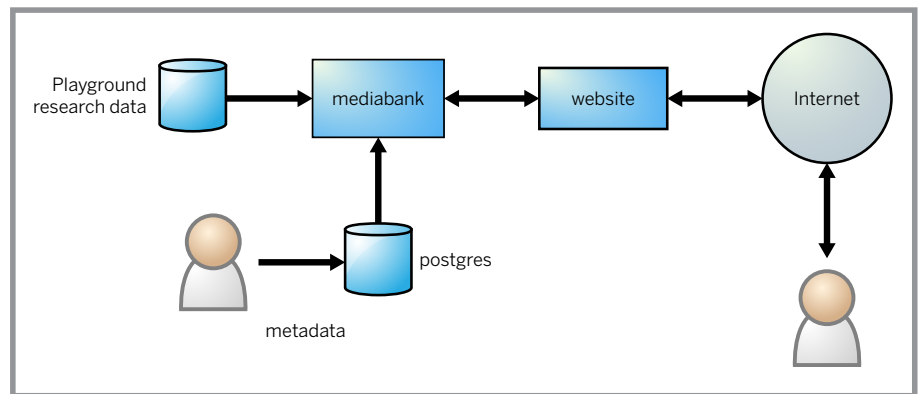 Playground
research data
mediabank
website
Internet
postgres
metadata